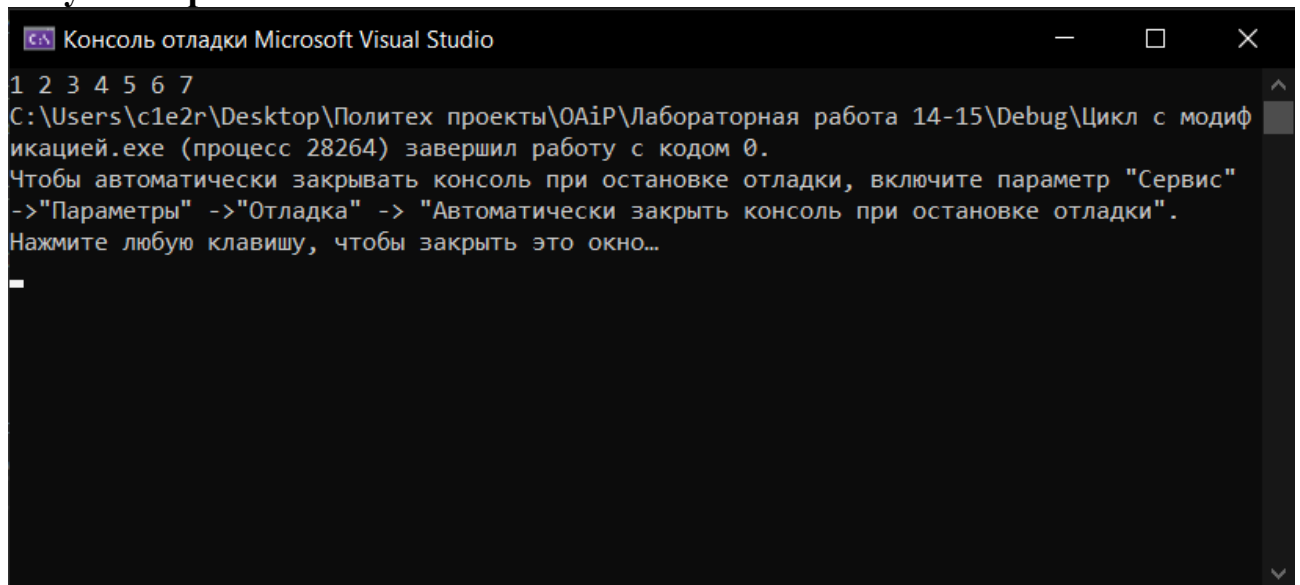 Консоль отладки Microsoft Visual Studio
1 2 3 4 5 6 7
C:\Users\c1e2r\Desktop\Политех проекты\OAiP\Лабораторная работа 14-15\Debug\Цикл с модиф
икацией.exe (процесс 28264) завершил работу с кодом 0.
Чтобы автоматически закрывать консоль при остановке отладки, включите параметр "Сервис"
->"Параметры" ->"Отладка" -> "Автоматически закрыть консоль при остановке отладки".
Нажмите любую клавишу, чтобы закрыть это окно…